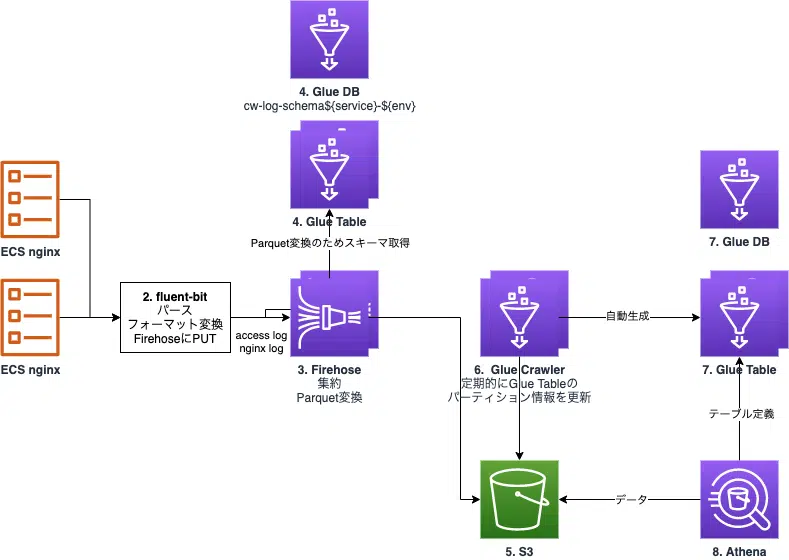 4. Glue DB
cw-log-schema${service}-${env}
4. Glue Table
Parquet変換のためスキーマ取得
ECS nginx
ECS nginx
2. fluent-bit
パース
フォーマット変換
FirehoseにPUT
access log
nginx log
3. Firehose
集約
Parquet変換
6. Glue Crawler
定期的にGlue Tableの
パーティション情報を更新
自動生成
7. Glue DB
7. Glue Table
テーブル定義
データ
5. S3
8. Athena